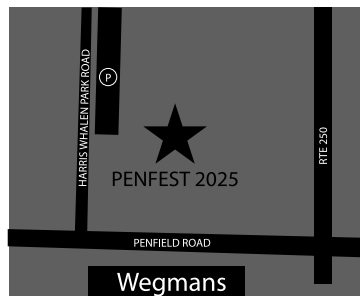 HARRIS WHALEN PARK ROAD
P
RTE 250
PENFEST 2025
PENFIELD ROAD
Wegmans